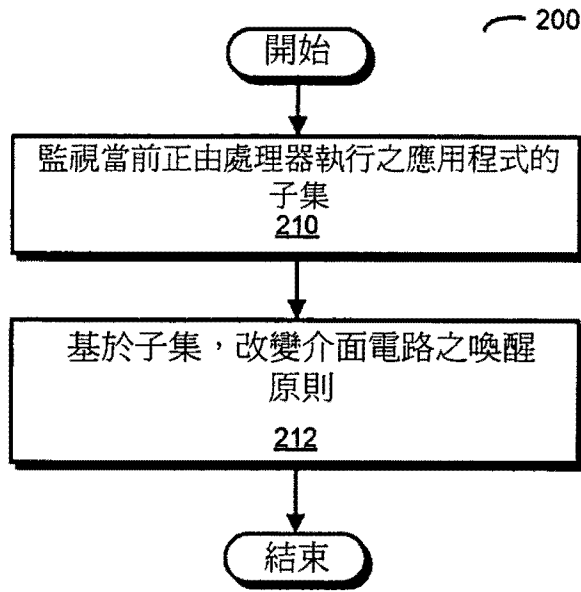 200
開始
監視當前正由處理器執行之應用程式的
子集
210
基於子集，改變介面電路之喚醒
原則
212
結束